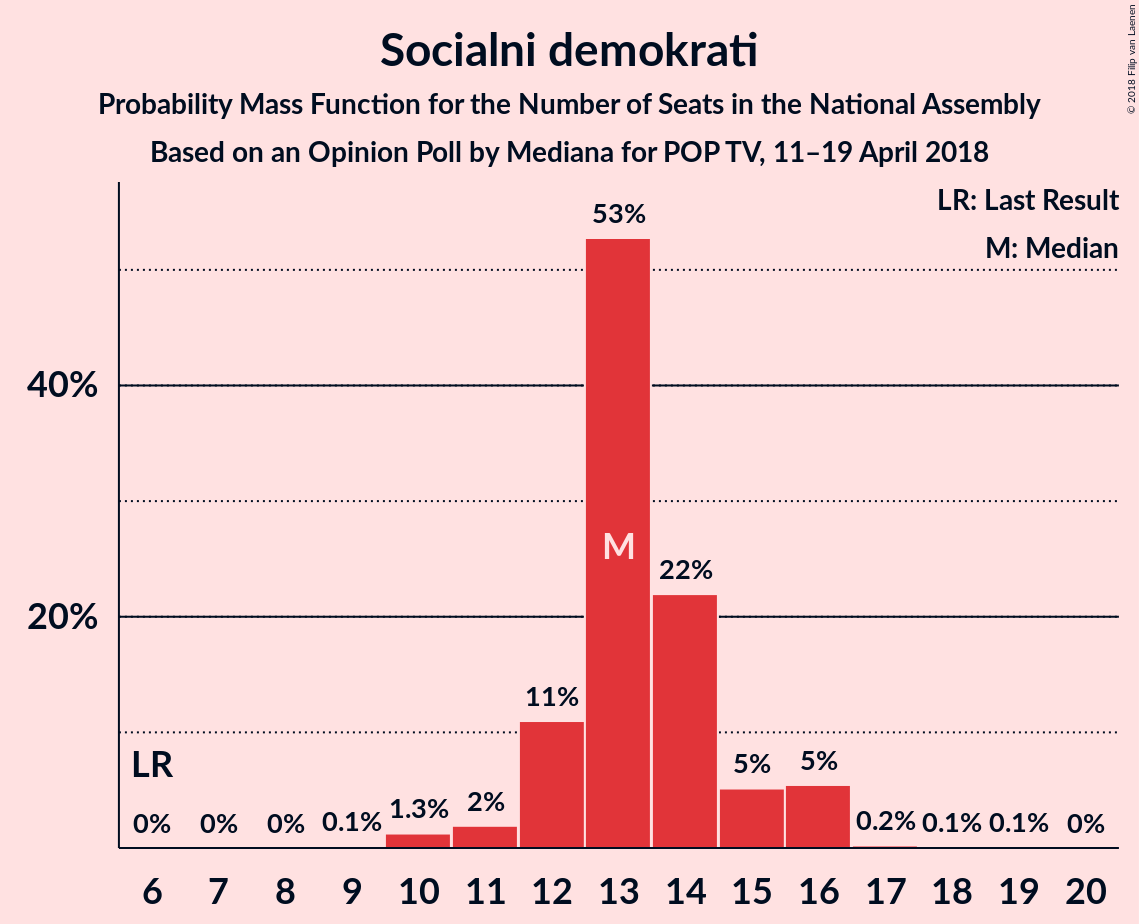 Socialni demokrati
Probability Mass Function for the Number of Seats in the National Assembly
Based on an Opinion Poll by Mediana for POP TV, 11–19 April 2018
© 2018 Filip van Laenen
LR: Last Result
M: Median
53%
40%
M
22%
20%
11%
LR
5%
5%
0%
0%
0%
0.1%
1.3%
2%
0.2%
0.1%
0.1%
0%
6 7 8 9 10 11 12 13 14 15 16 17 18 19 20